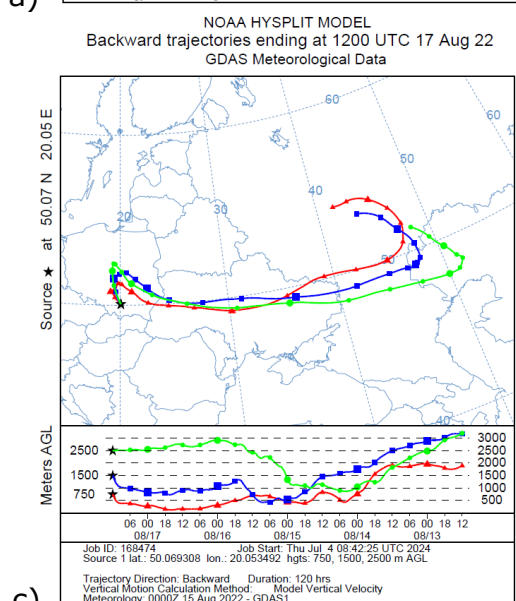 a)
NOAA HYSPLIT MODEL
Backward trajectories ending at 1200 UTC 17 Aug 22
GDAS Meteorological Data
Source ★ at 50.07 N 20.05 E
60
60
50
40
30
20
50
40
Meters AGL
2500
1500
750
3000
2500
2000
1500
1000
500
06 00 18 12 06 00 18 12 06 00 18 12 06 00 18 12 06 00 18 12
08/17 08/16 08/15 08/14 08/13
Job ID: 168474 Job Start: Thu Jul 4 08:42:25 UTC 2024
Source 1 lat.: 50.069308 lon.: 20.053492 hgts: 750, 1500, 2500 m AGL
Trajectory Direction: Backward Duration: 120 hrs
Vertical Motion Calculation Method: Model Vertical Velocity
Meteorology: 0000Z 15 Aug 2022 - GDAS1
c)